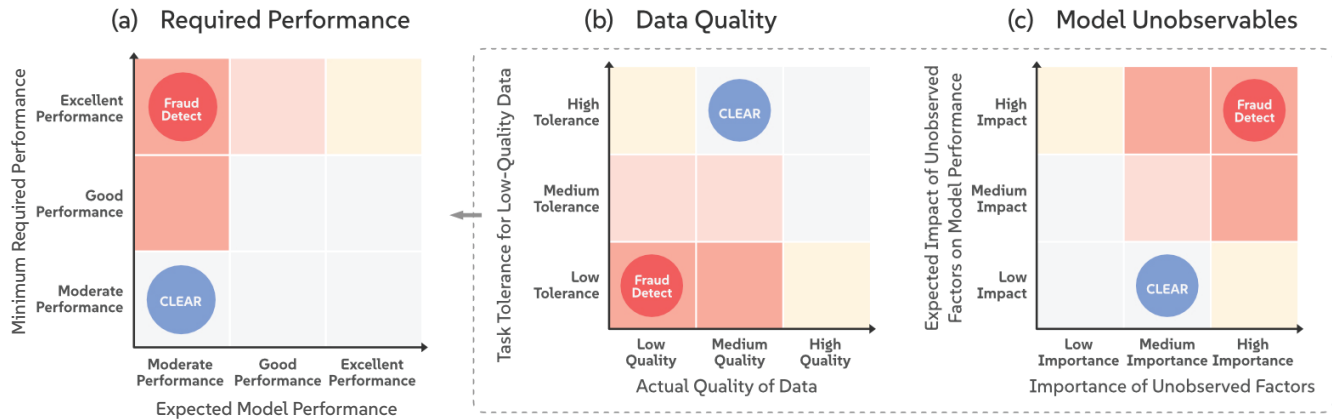 (a) Required Performance
Minimum Required Performance
Excellent
Performance
Good
Performance
Moderate
Performance
Fraud
Detect
CLEAR
Moderate
Performance
Good
Performance
Excellent
Performance
Expected Model Performance
(b) Data Quality
Task Tolerance for Low-Quality Data
High
Tolerance
Medium
Tolerance
Low
Tolerance
CLEAR
Fraud
Detect
Low
Quality
Medium
Quality
High
Quality
Actual Quality of Data
(c) Model Unobservables
Expected Impact of Unobserved
Factors on Model Performance
High
Impact
Medium
Impact
Low
Impact
Fraud
Detect
CLEAR
Low
Importance
Medium
Importance
High
Importance
Importance of Unobserved Factors